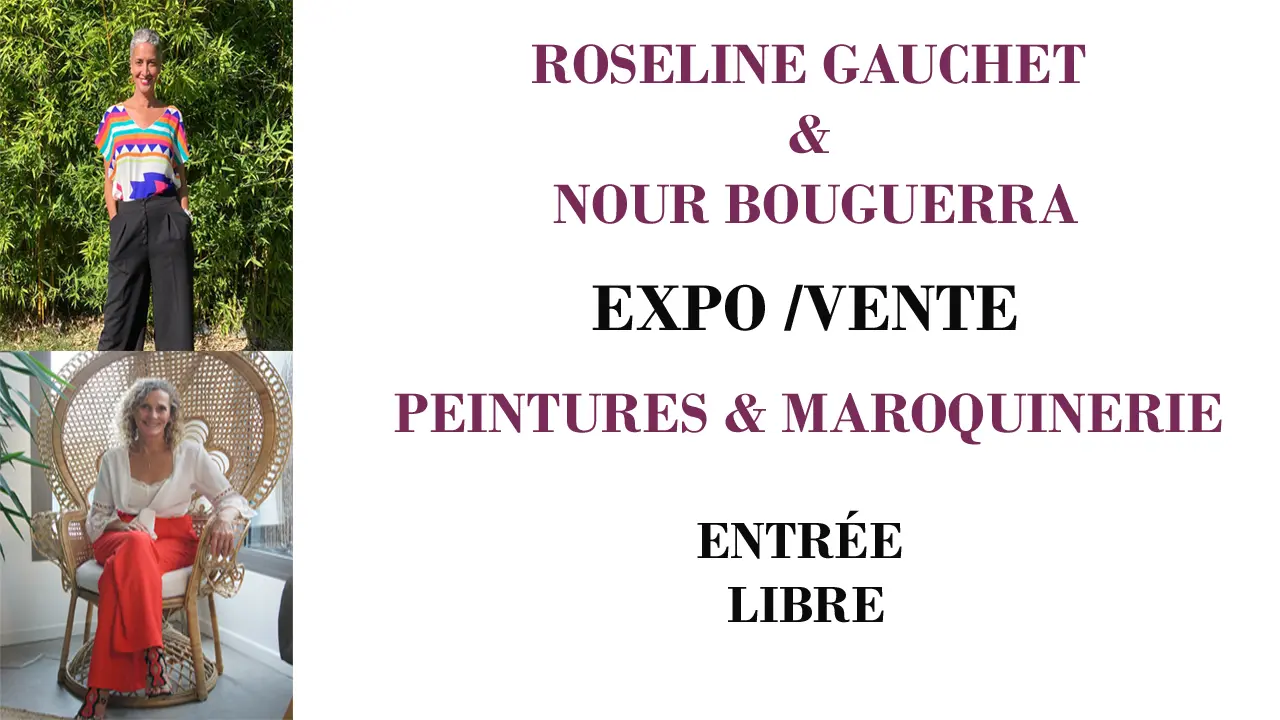 ROSELINE GAUCHET
&
NOUR BOUGUERRA
EXPO /VENTE
PEINTURES & MAROQUINERIE
ENTRÉE
LIBRE